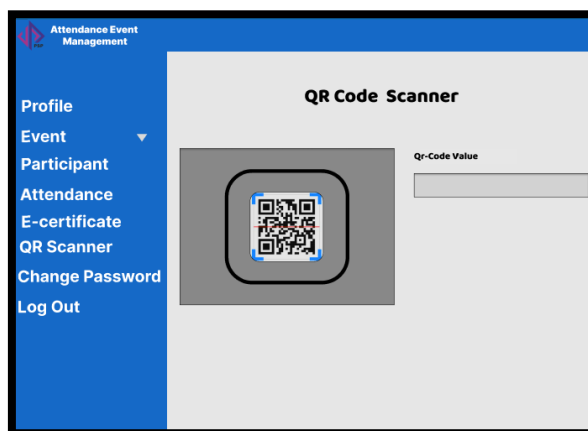 Attendance Event
Management
Profile
Event
Participant
Attendance
E-certificate
QR Scanner
Change Password
Log Out
QR Code Scanner
Qr-Code Value